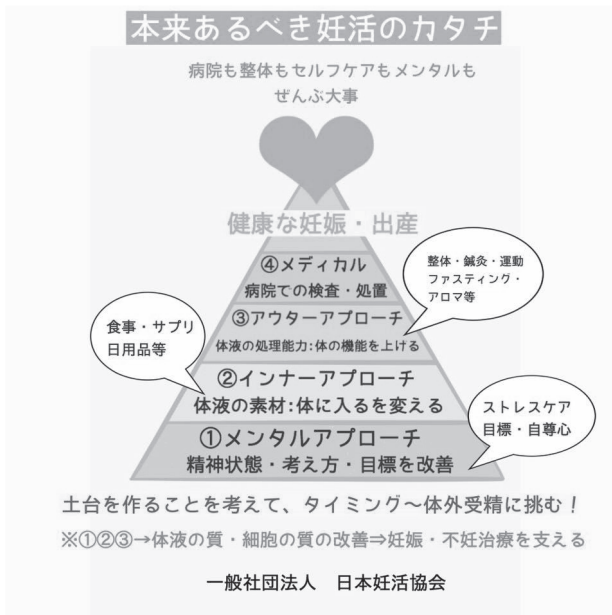 本来あるべき妊活のカタチ
病院も整体もセルフケアもメンタルも
ぜんぶ大事
健康な妊娠・出産
④メディカル
病院での検査・処置
整体・鍼灸・運動
ファスティング・
アロマ等
③アウターアプローチ
体液の処理能力:体の機能を上げる
食事・サプリ
日用品等
②インナーアプローチ
体液の素材:体に入るを変える
①メンタルアプローチ
精神状態・考え方・目標を改善
ストレスケア
目標・自尊心
土台を作ることを考えて、タイミング〜体外受精に挑む！
※①②③→体液の質・細胞の質の改善⇒妊娠・不妊治療を支える
一般社団法人　日本妊活協会